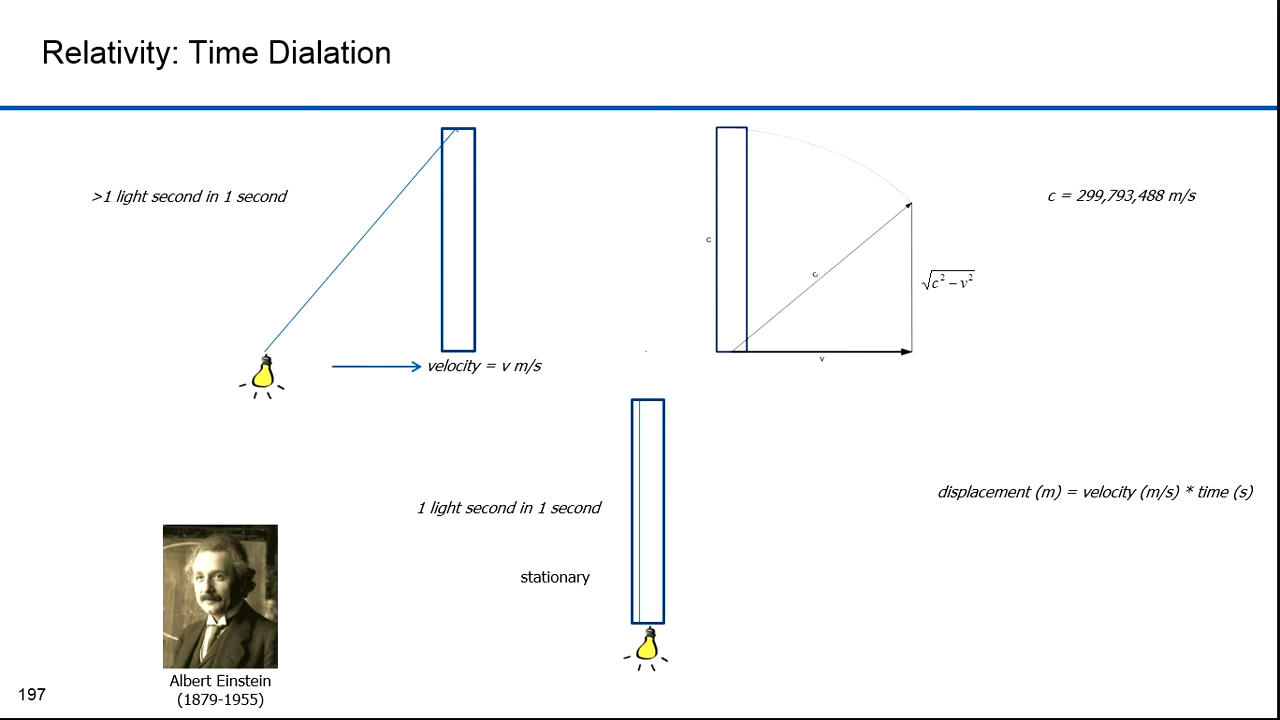 Relativity: Time Dialation
>1 light second in 1 second
c = 299,793,488 m/s
c
c
√c² − v²
v
velocity = v m/s
displacement (m) = velocity (m/s) * time (s)
1 light second in 1 second
stationary
Albert Einstein
(1879-1955)
197